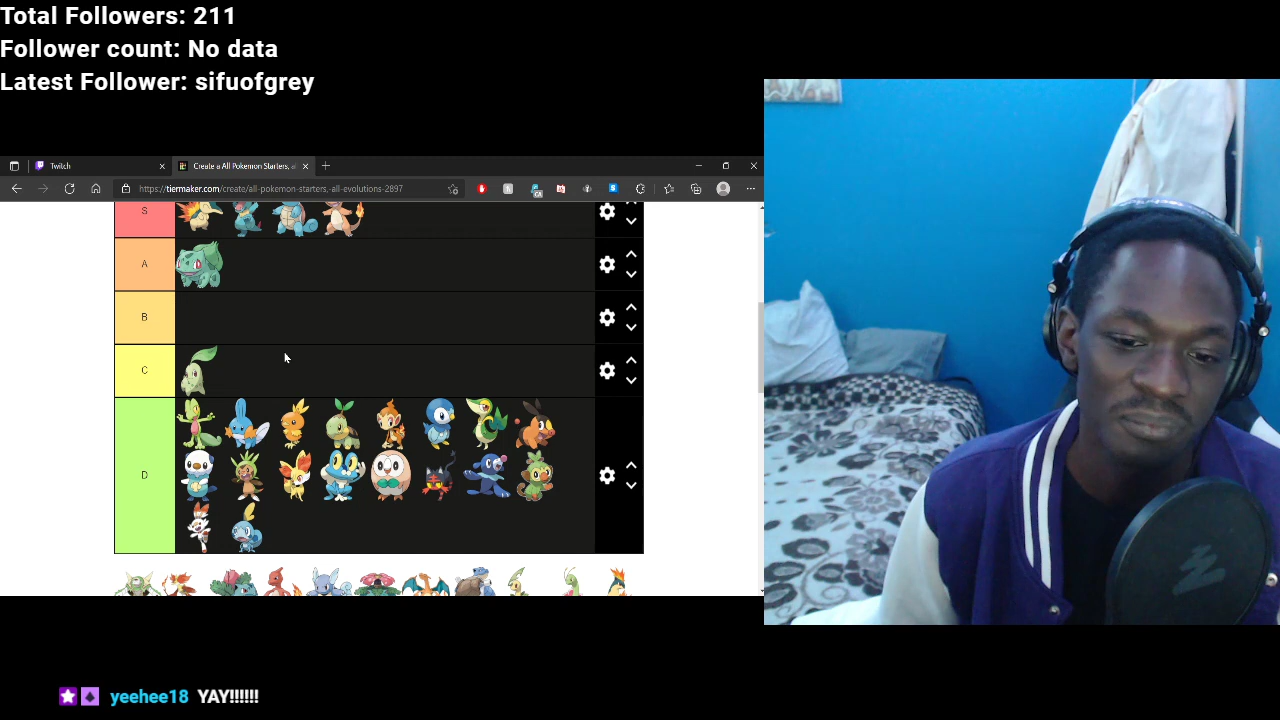 Total Followers: 211
Follower count: No data
Latest Follower: sifuofgrey
Twitch
Create a All Pokemon Starters, a
https://tiermaker.com/create/all-pokemon-starters,-all-evolutions-2897
S
A
B
C
D
yeehee18 YAY!!!!!!